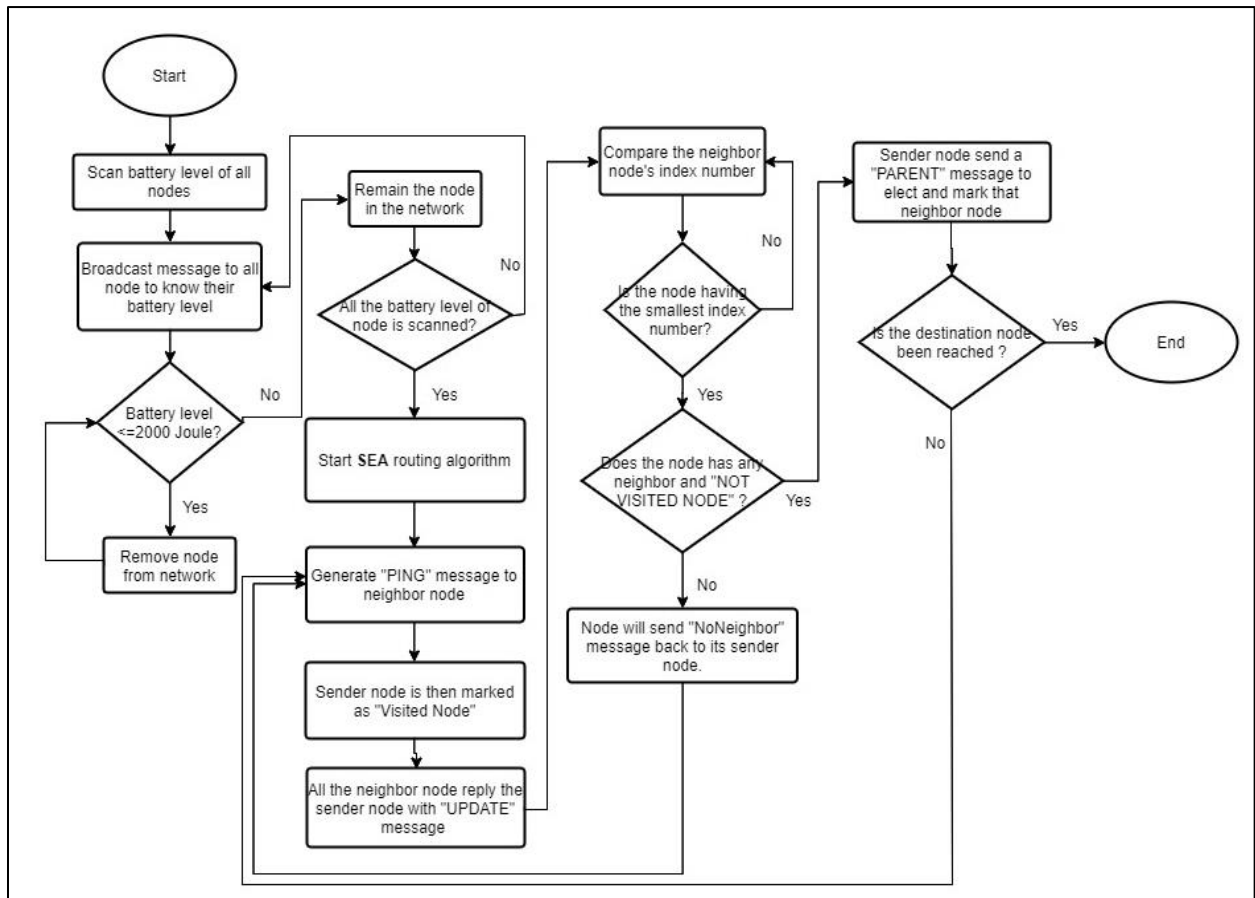 Start
Scan battery level of all
nodes
Broadcast message to all
node to know their
battery level
Battery level
<=2000 Joule?
No
Yes
Remove node
from network
Remain the node
in the network
All the battery level of
node is scanned?
No
Yes
Start SEA routing algorithm
Generate "PING" message to
neighbor node
Sender node is then marked
as "Visited Node"
All the neighbor node reply the
sender node with "UPDATE"
message
Compare the neighbor
node's index number
Is the node having
the smallest index
number?
No
Yes
Does the node has any
neighbor and "NOT
VISITED NODE" ?
Yes
No
Node will send "NoNeighbor"
message back to its sender
node.
Sender node send a
"PARENT" message to
elect and mark that
neighbor node
Is the destination node
been reached ?
Yes
No
End